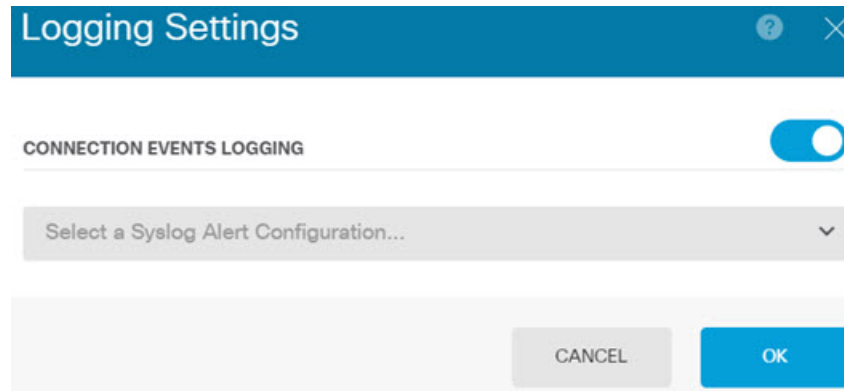 Logging Settings
?
CONNECTION EVENTS LOGGING
Select a Syslog Alert Configuration...
CANCEL
OK